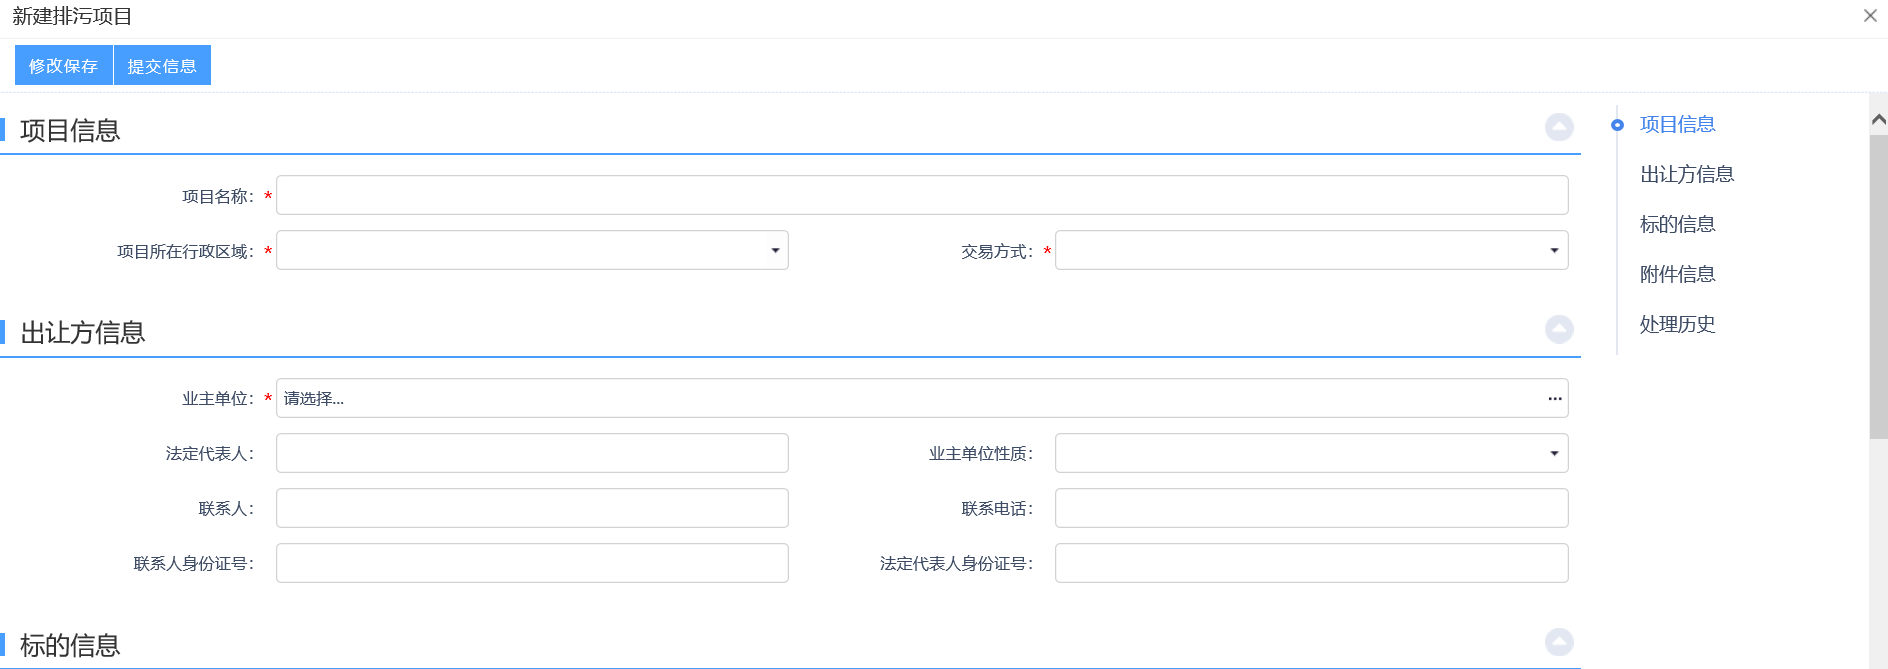 新建排污项目
修改保存 提交信息
项目信息
项目名称：*
项目所在行政区域：* 交易方式：*
出让方信息
业主单位：* 请选择... ...
法定代表人： 业主单位性质：
联系人： 联系电话：
联系人身份证号： 法定代表人身份证号：
标的信息
项目信息
出让方信息
标的信息
附件信息
处理历史